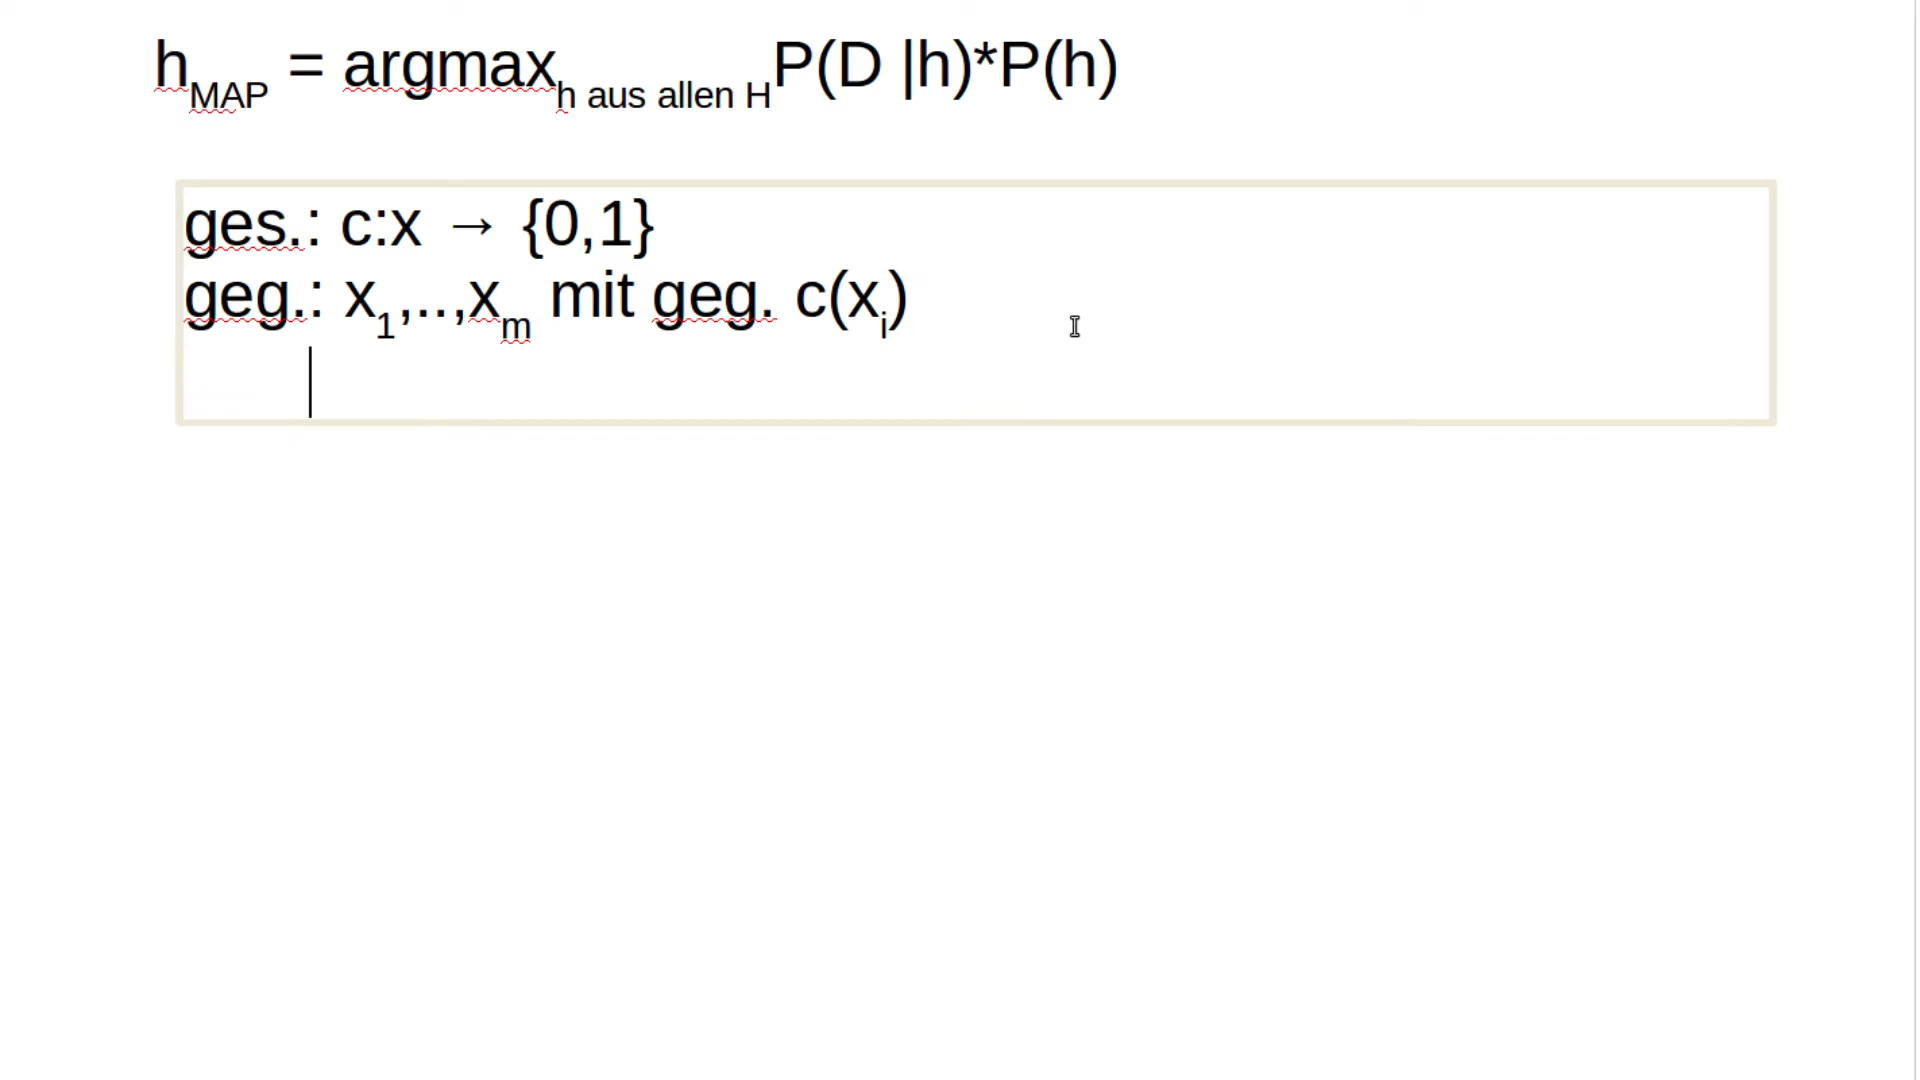 hMAP = argmaxh aus allen HP(D |h)*P(h)
ges.: c:x → {0,1}
geg.: x1,..,xm mit geg. c(xi)